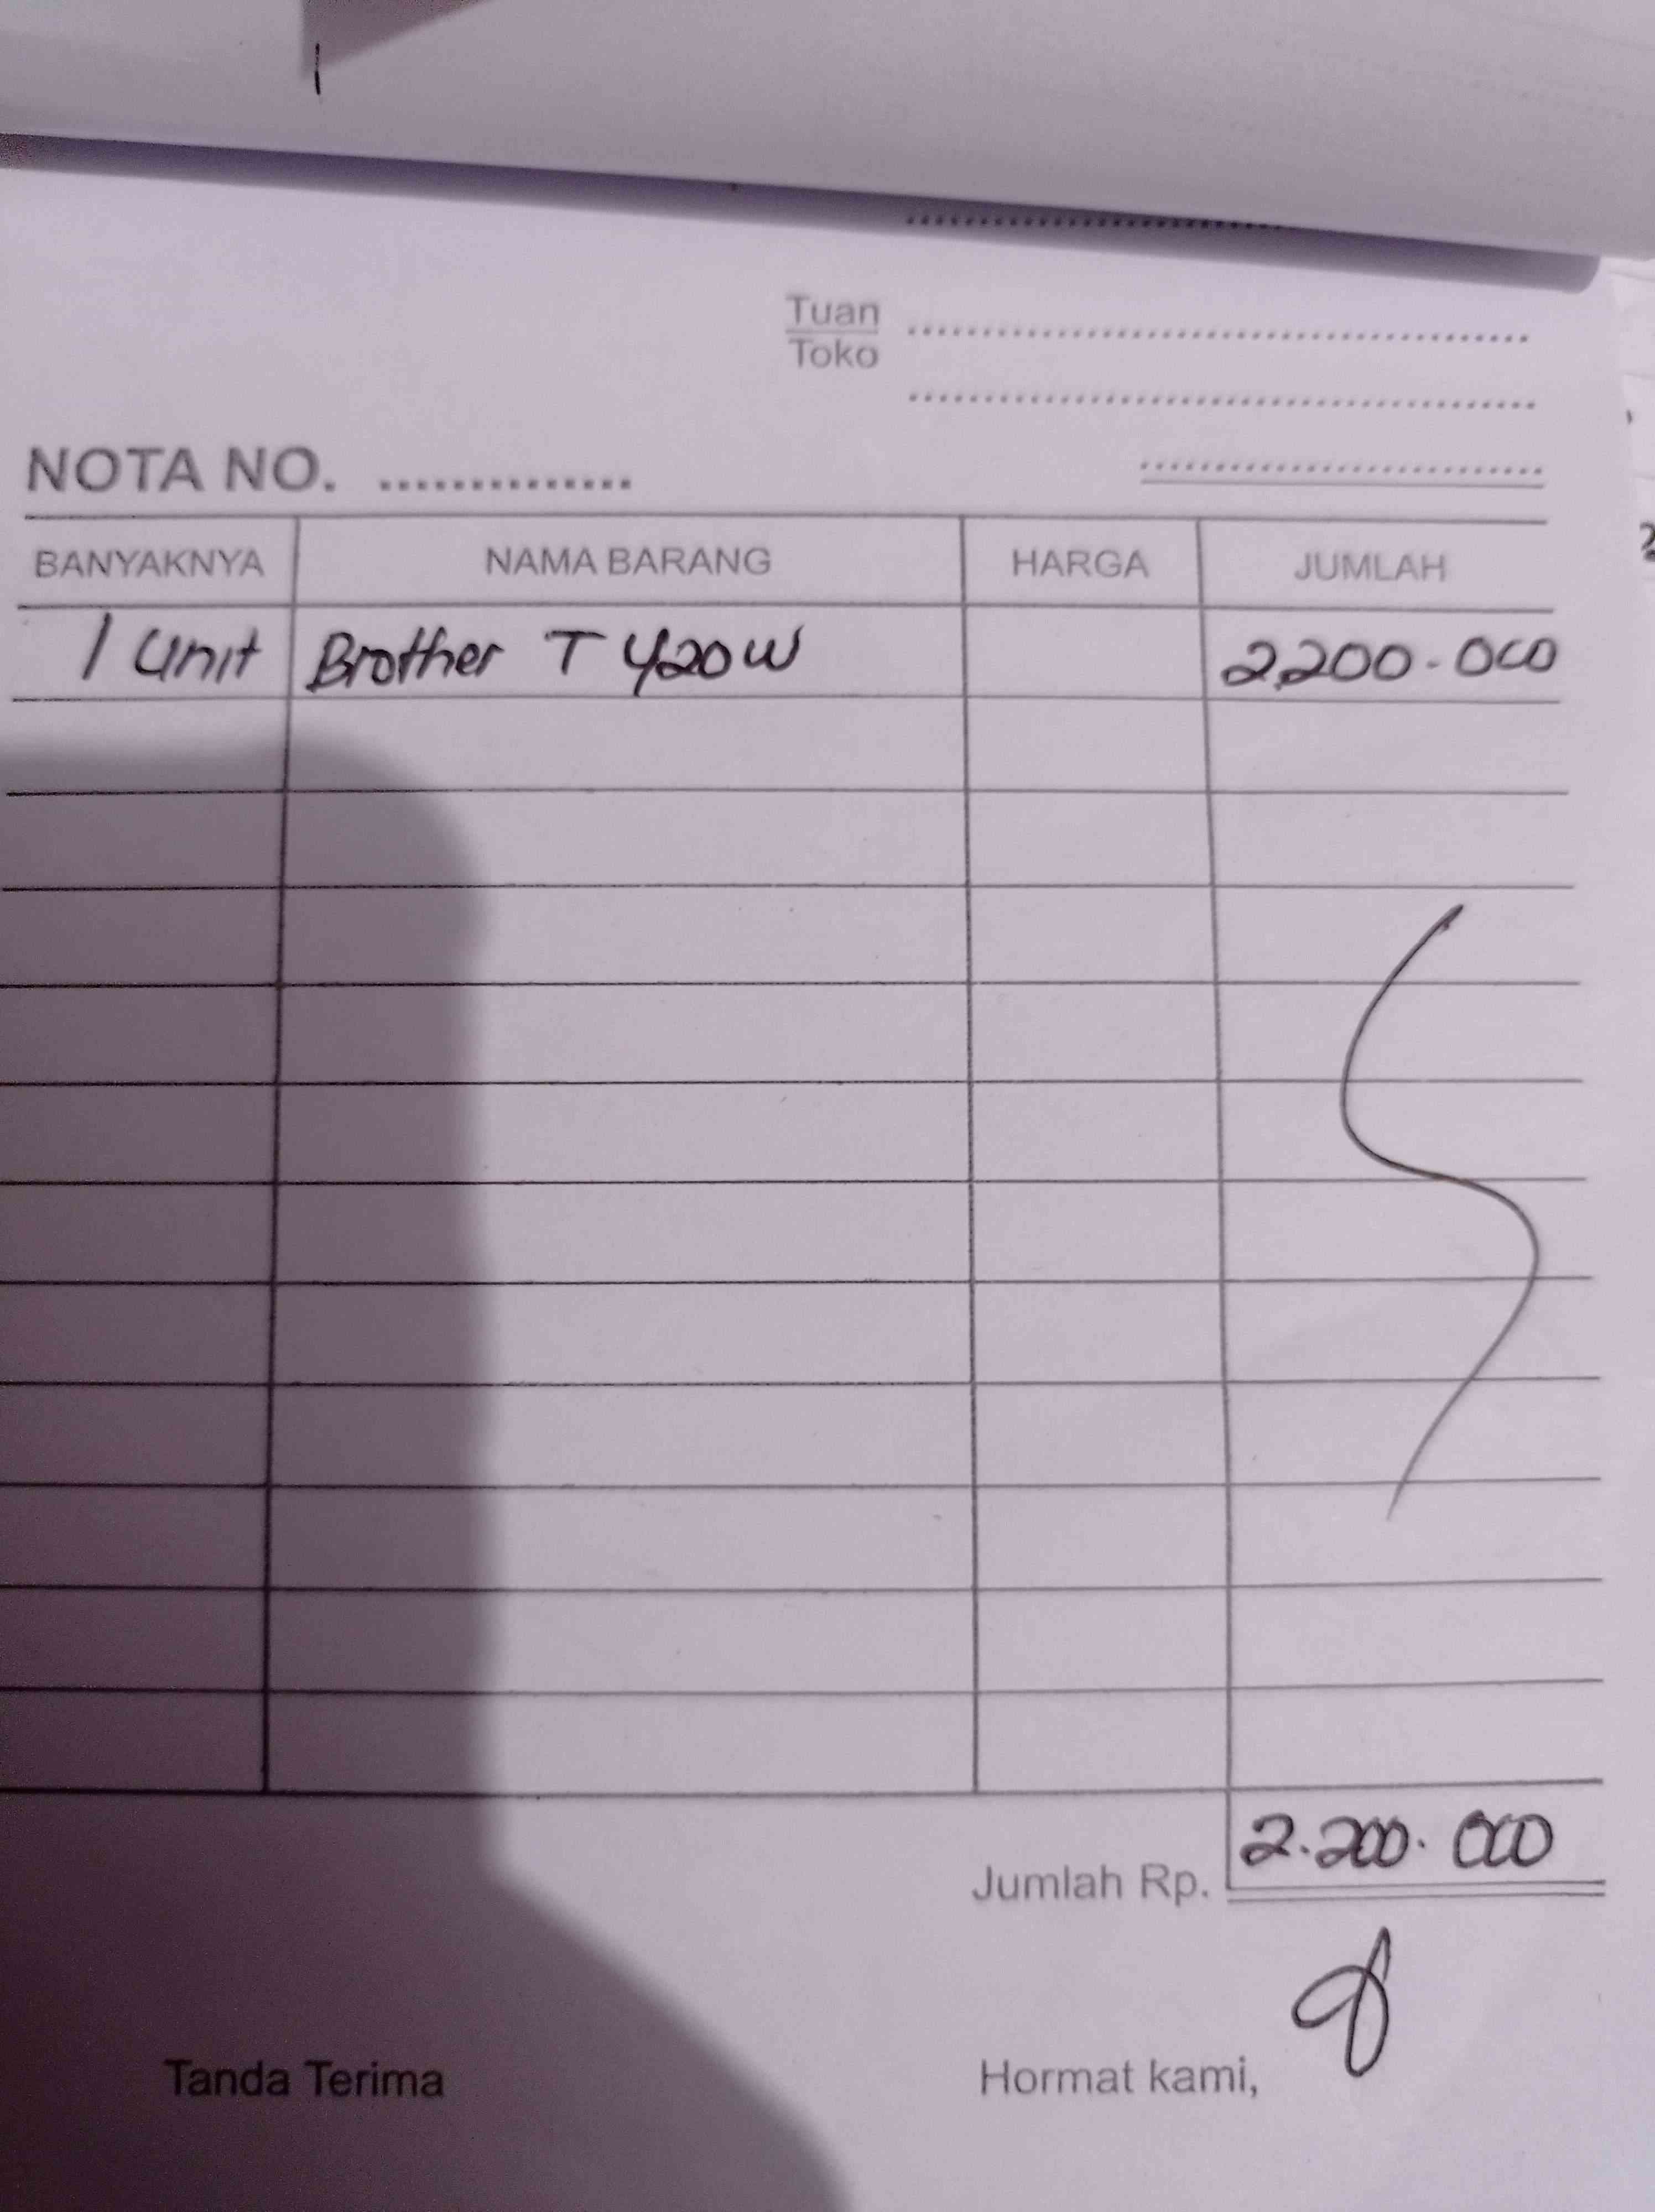 Tuan
Toko
NOTA NO. ..............
BANYAKNYA NAMA BARANG HARGA JUMLAH
1 Unit Brother T 420W 2.200.000
Jumlah Rp. 2.200.000
Tanda Terima Hormat kami,